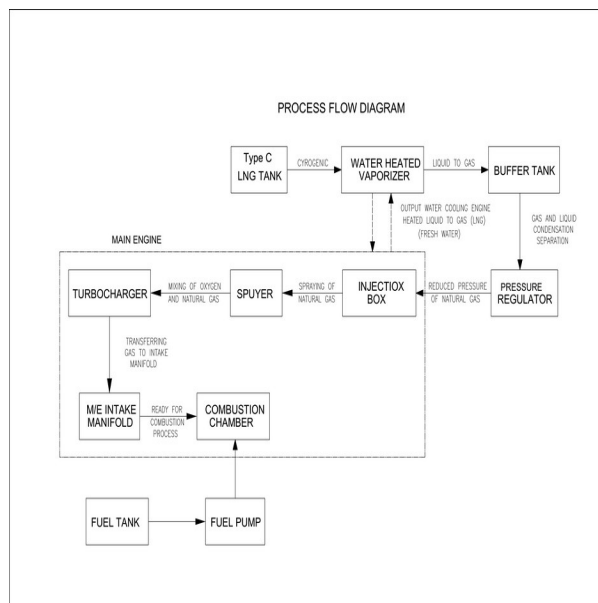 PROCESS FLOW DIAGRAM
Type C
LNG TANK
CYROGENIC
WATER HEATED
VAPORIZER
LIQUID TO GAS
BUFFER TANK
OUTPUT WATER COOLING ENGINE
HEATED LIQUID TO GAS (LNG)
(FRESH WATER)
GAS AND LIQUID
CONDENSATION
SEPARATION
MAIN ENGINE
TURBOCHARGER
MIXING OF OXYGEN
AND NATURAL GAS
SPUYER
SPRAYING OF
NATURAL GAS
INJECTIOX
BOX
REDUCED PRESSURE
OF NATURAL GAS
PRESSURE
REGULATOR
TRANSFERRING
GAS TO INTAKE
MANIFOLD
M/E INTAKE
MANIFOLD
READY FOR
COMBUSTION
PROCESS
COMBUSTION
CHAMBER
FUEL TANK
FUEL PUMP